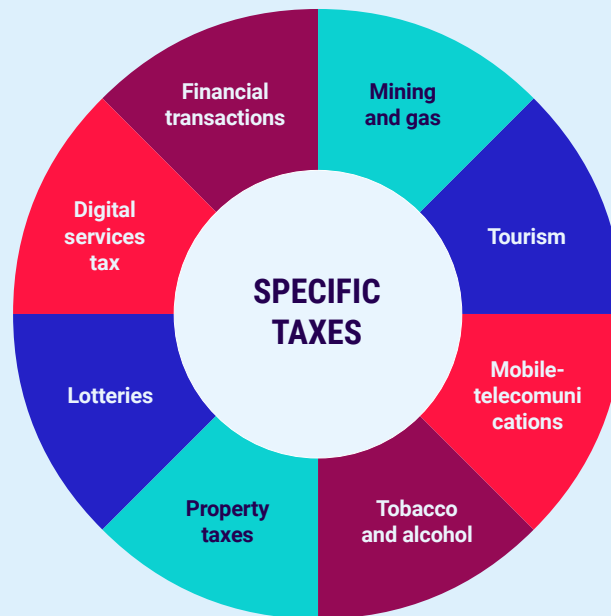 Financial
transactions
Mining
and gas
Digital
services
tax
Tourism
SPECIFIC
TAXES
Lotteries
Mobile-
telecomuni
cations
Property
taxes
Tobacco
and alcohol